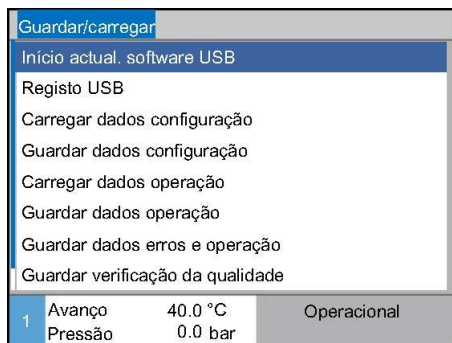 Guardar/carregar
Início actual. software USB
Registo USB
Carregar dados configuração
Guardar dados configuração
Carregar dados operação
Guardar dados operação
Guardar dados erros e operação
Guardar verificação da qualidade
1 Avanço 40.0 °C Operacional
Pressão 0.0 bar